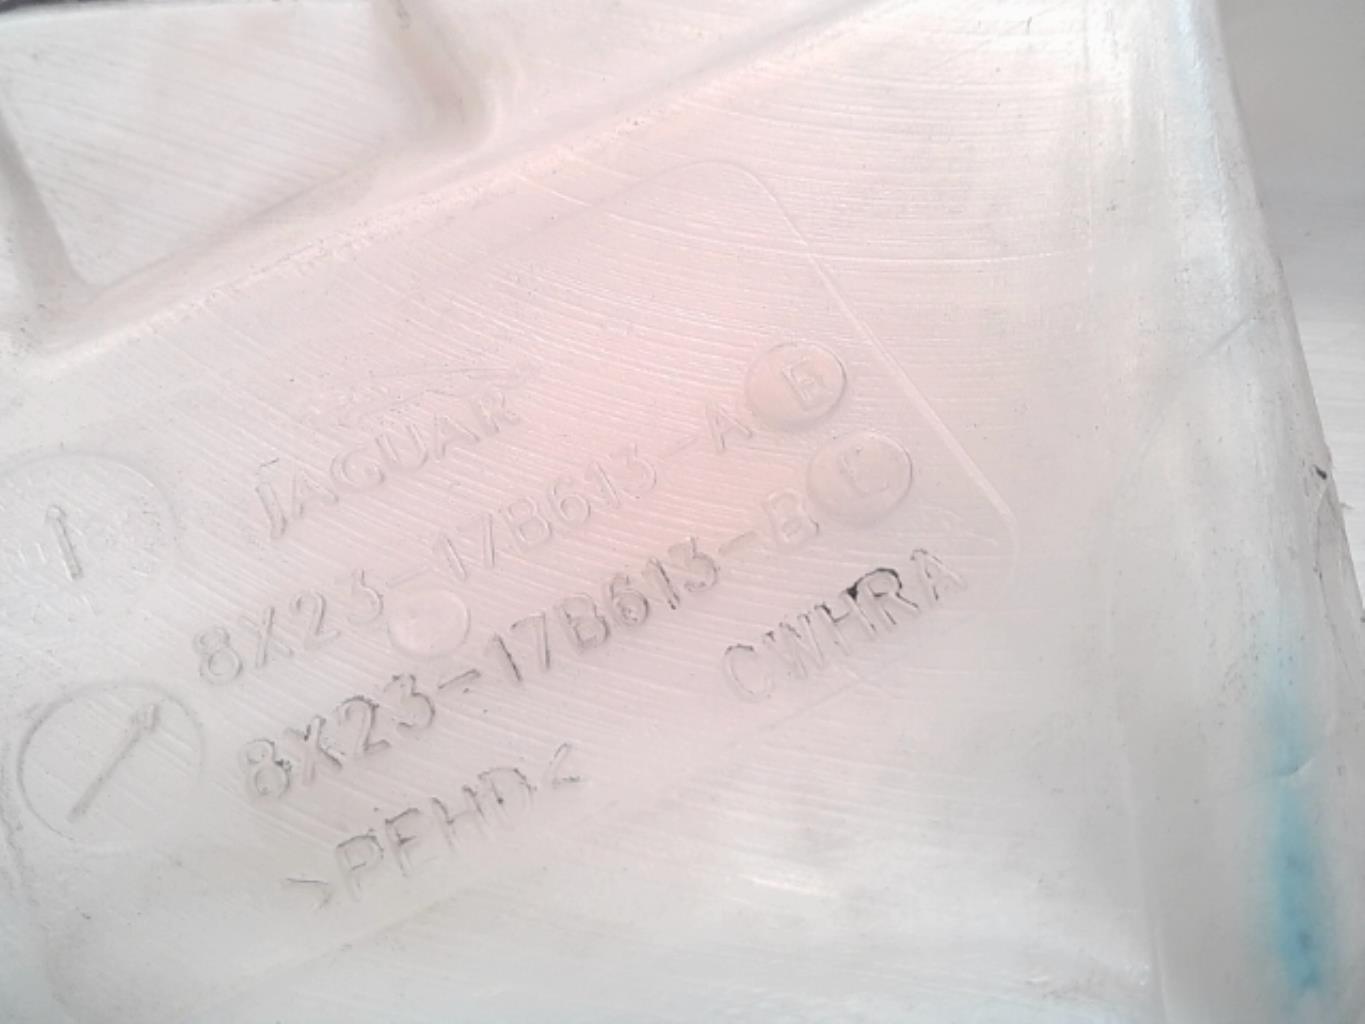 JAGUAR
8X23-17B613-A E
8X23-17B613-B
CWHRA
>PEHD<